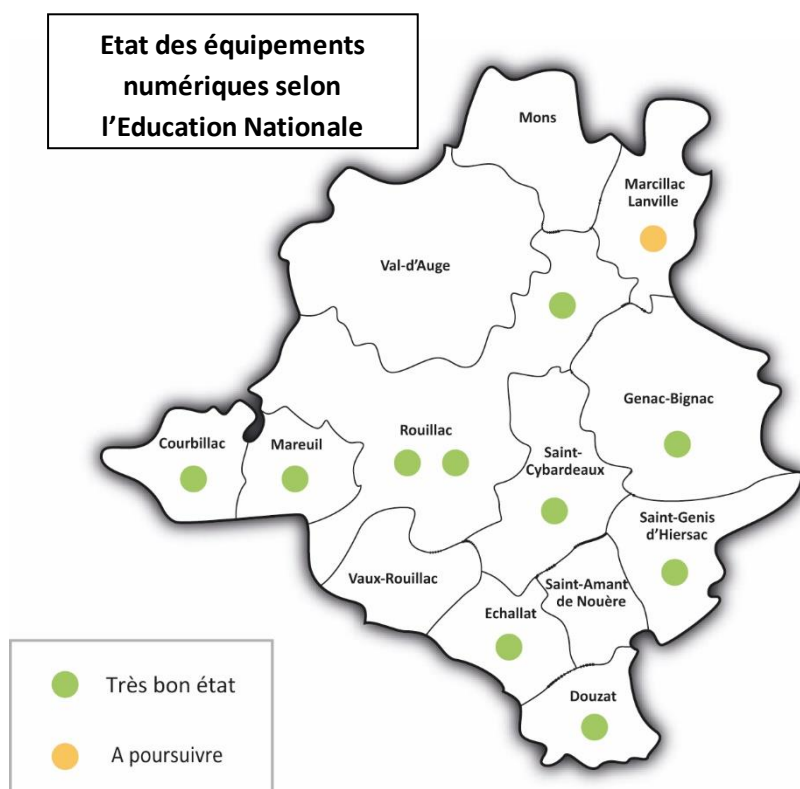 Etat des équipements
numériques selon
l'Education Nationale
Mons
Marcillac
Lanville
Val-d'Auge
Genac-Bignac
Courbillac
Mareuil
Rouillac
Saint-
Cybardeaux
Saint-Genis
d'Hiersac
Vaux-Rouillac
Saint-Amant
de Nouère
Echallat
Douzat
Très bon état
A poursuivre